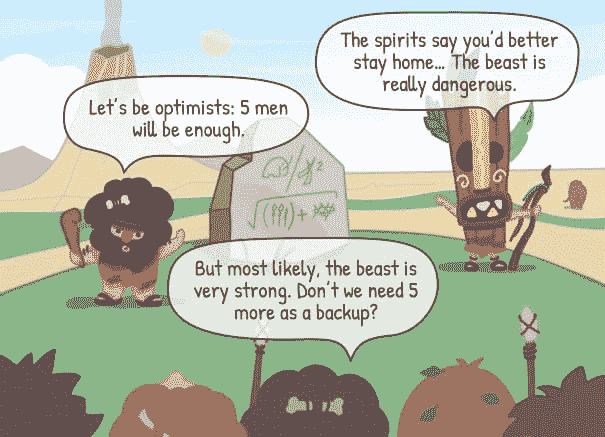 The spirits say you'd better
stay home... The beast is
really dangerous.
Let's be optimists: 5 men
will be enough.
But most likely, the beast is
very strong. Don't we need 5
more as a backup?